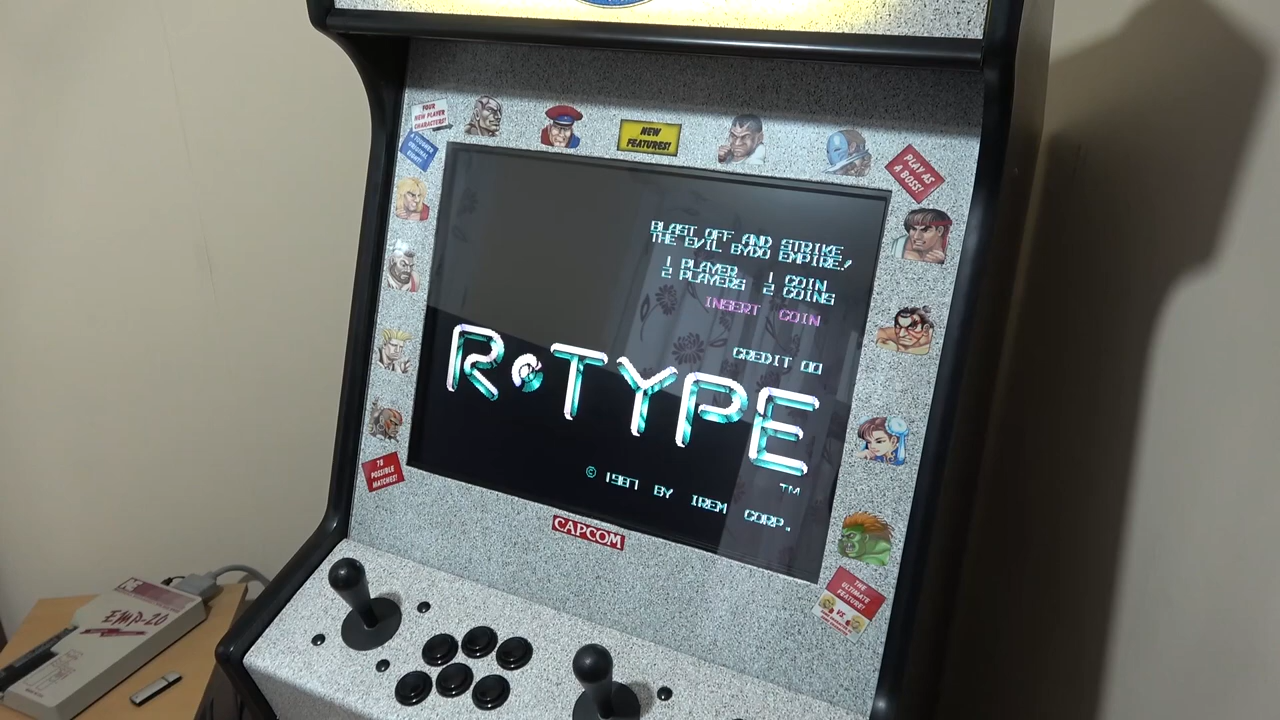 FOUR
NEW PLAYER
CHARACTERS!
NEW
FEATURES!
PLAY AS
A BOSS!
BLAST OFF AND STRIKE
THE EVIL BYDO EMPIRE!
1 PLAYER 1 COIN
2 PLAYERS 2 COINS
INSERT COIN
CREDIT 00
R@TYPE
TM
© 1987 BY IREM CORP.
78
POSSIBLE
MATCHES!
CAPCOM
THE
ULTIMATE
FEATURE!
VS
EMP-20